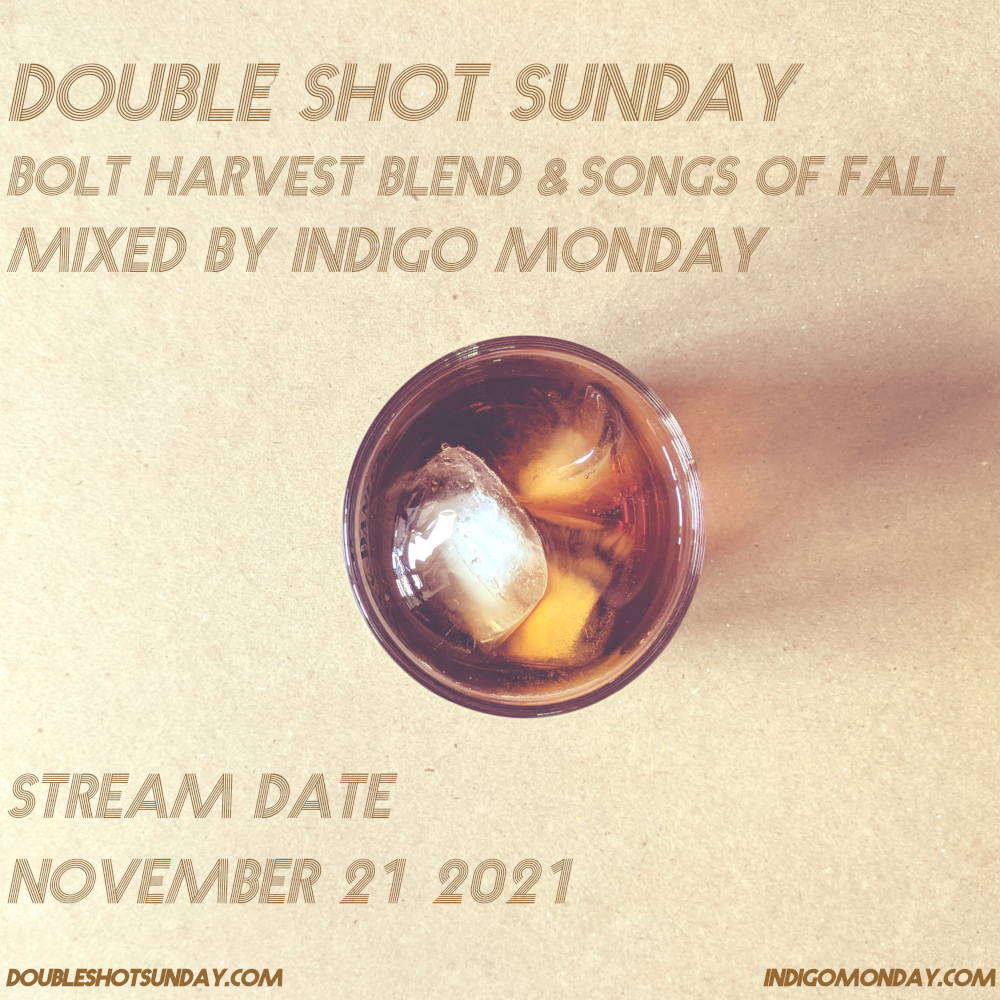 DOUBLE SHOT SUNDAY
BOLT HARVEST BLEND & SONGS OF FALL
MIXED BY INDIGO MONDAY
STREAM DATE
NOVEMBER 21 2021
DOUBLESHOTSUNDAY.COM
INDIGOMONDAY.COM